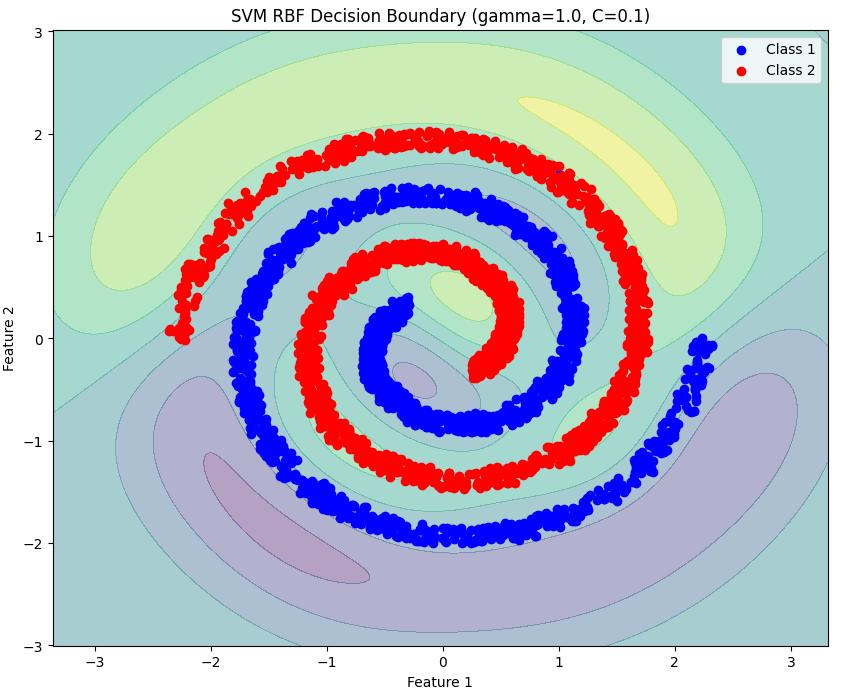 SVM RBF Decision Boundary (gamma=1.0, C=0.1)
Class 1
Class 2
3
2
1
0
−1
−2
−3
Feature 2
−3
−2
−1
0
1
2
3
Feature 1